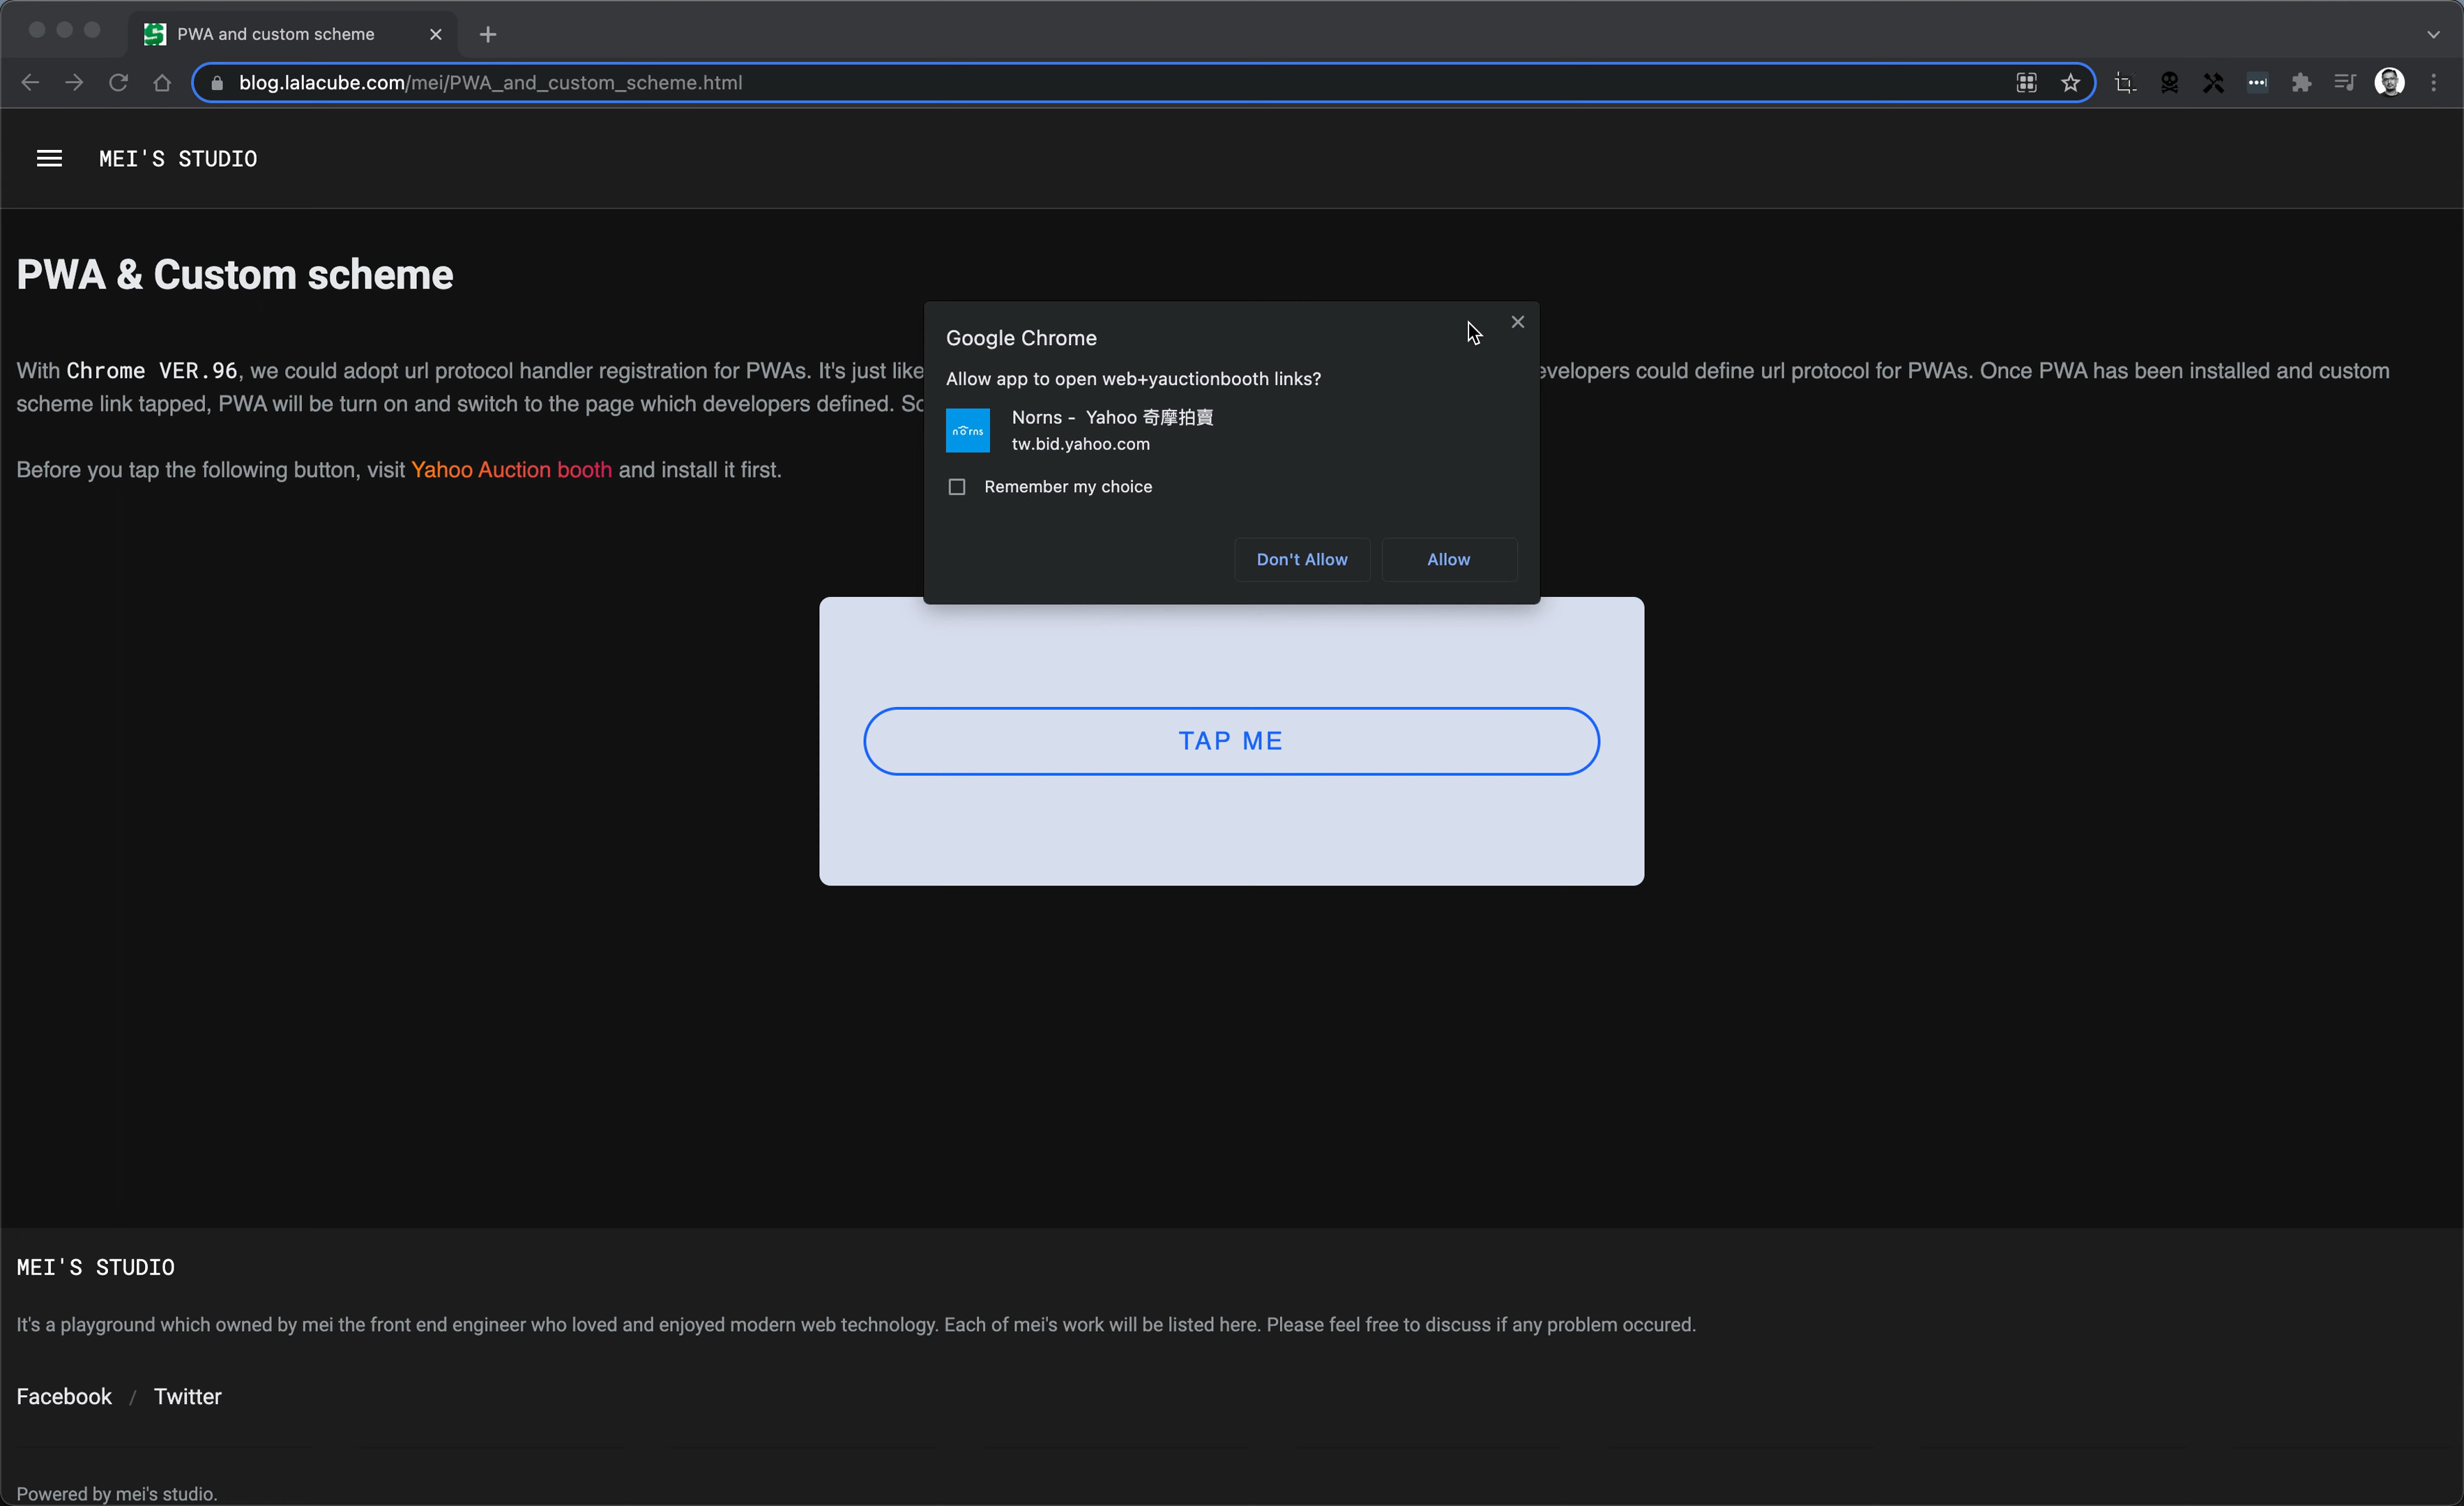 PWA and custom scheme
blog.lalacube.com/mei/PWA_and_custom_scheme.html
MEI'S STUDIO
PWA & Custom scheme
With Chrome VER.96, we could adopt url protocol handler registration for PWAs. It's just like
evelopers could define url protocol for PWAs. Once PWA has been installed and custom
scheme link tapped, PWA will be turn on and switch to the page which developers defined. Sc
Before you tap the following button, visit Yahoo Auction booth and install it first.
Google Chrome
Allow app to open web+yauctionbooth links?
norns
Norns - Yahoo 奇摩拍賣
tw.bid.yahoo.com
Remember my choice
Don't Allow
Allow
TAP ME
MEI'S STUDIO
It's a playground which owned by mei the front end engineer who loved and enjoyed modern web technology. Each of mei's work will be listed here. Please feel free to discuss if any problem occured.
Facebook / Twitter
Powered by mei's studio.